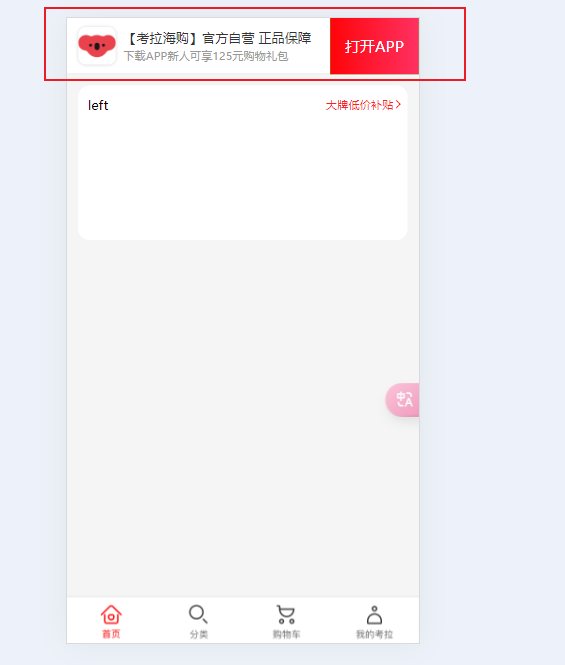 【考拉海购】官方自营 正品保障
下载APP新人可享125元购物礼包
打开APP
left
大牌低价补贴>
中
A
首页
分类
购物车
我的考拉